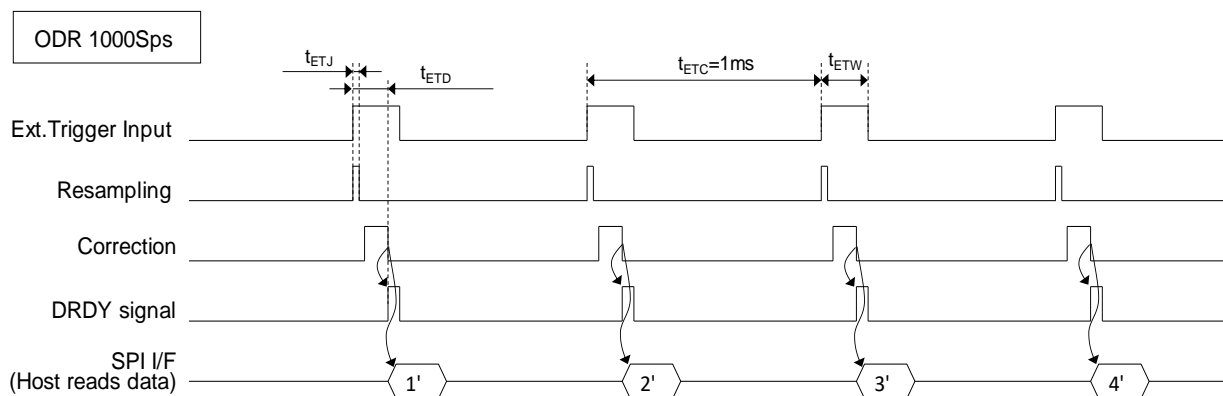 ODR 1000Sps
tETJ
tETD
tETC=1ms
tETW
Ext.Trigger Input
Resampling
Correction
DRDY signal
SPI I/F
(Host reads data)
1'
2'
3'
4'